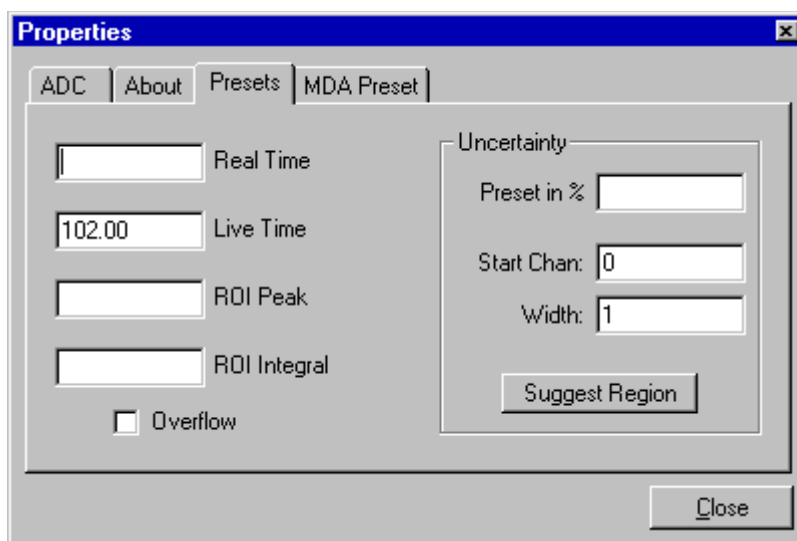 Properties
ADC About Presets MDA Preset
Real Time
102.00 Live Time
ROI Peak
ROI Integral
Overflow
Uncertainty
Preset in %
Start Chan: 0
Width: 1
Suggest Region
Close